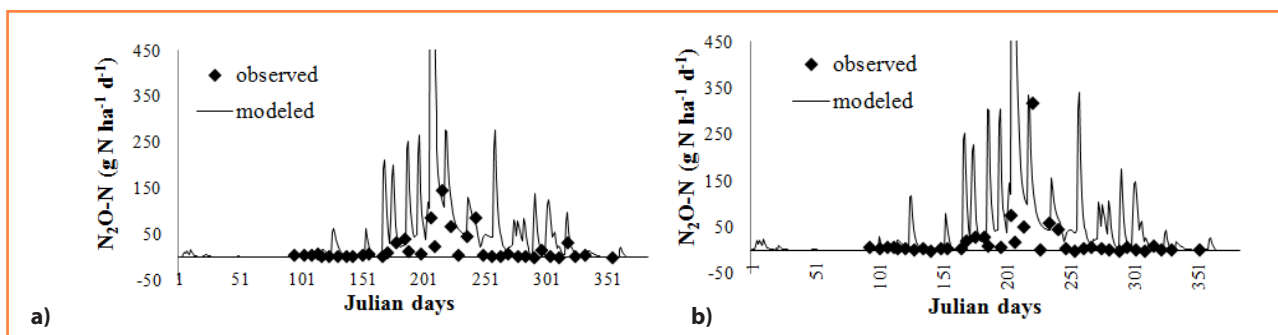 450
350
250
150
50
-50
N₂O-N (g N ha⁻¹ d⁻¹)
observed
modeled
1 51 101 151 201 251 301 351
Julian days
a)
450
350
250
150
50
-50
N₂O-N (g N ha⁻¹ d⁻¹)
observed
modeled
1 51 101 151 201 251 301 351
Julian days
b)